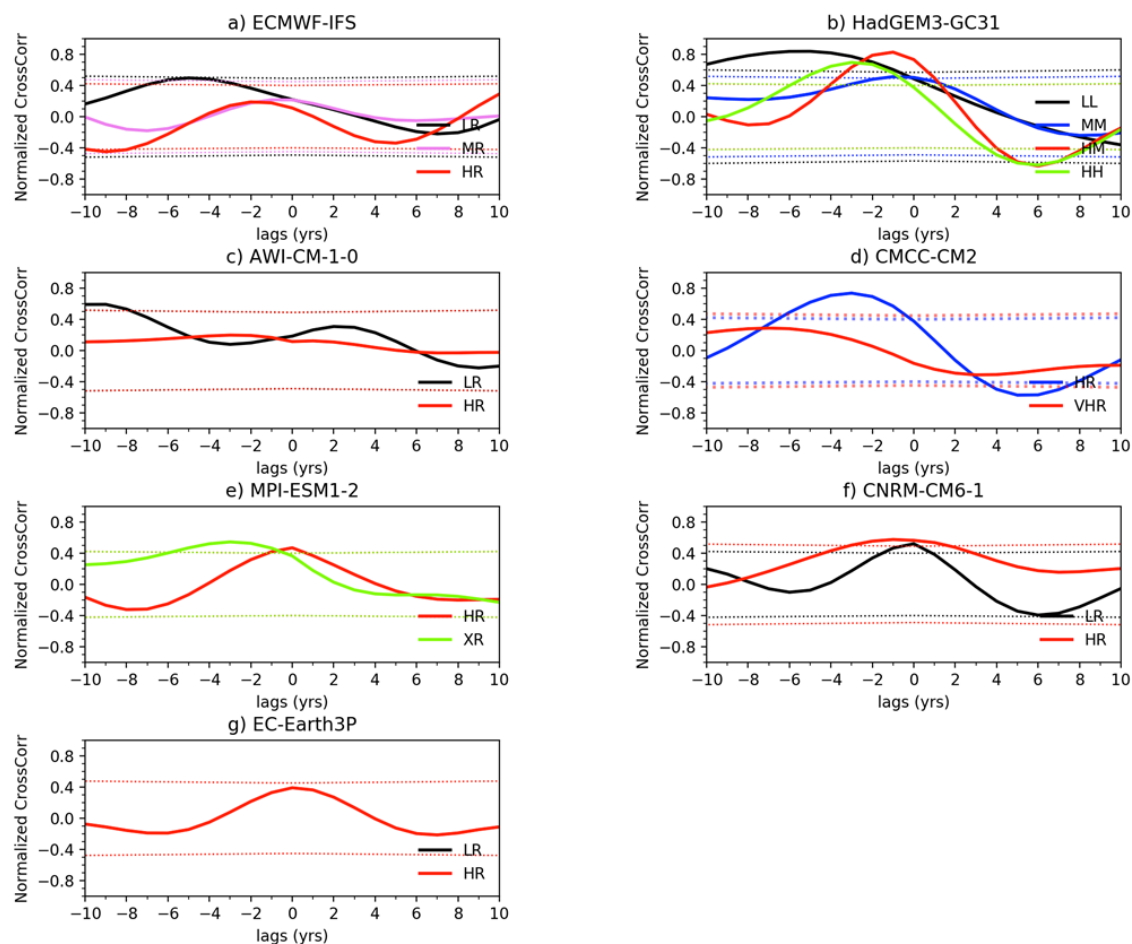 a) ECMWF-IFS
Normalized CrossCorr
0.8
0.4
0.0
−0.4
−0.8
LR
MR
HR
−10 −8 −6 −4 −2 0 2 4 6 8 10
lags (yrs)
b) HadGEM3-GC31
Normalized CrossCorr
0.8
0.4
0.0
−0.4
−0.8
LL
MM
HM
HH
−10 −8 −6 −4 −2 0 2 4 6 8 10
lags (yrs)
c) AWI-CM-1-0
Normalized CrossCorr
0.8
0.4
0.0
−0.4
−0.8
LR
HR
−10 −8 −6 −4 −2 0 2 4 6 8 10
lags (yrs)
d) CMCC-CM2
Normalized CrossCorr
0.8
0.4
0.0
−0.4
−0.8
HR
VHR
−10 −8 −6 −4 −2 0 2 4 6 8 10
lags (yrs)
e) MPI-ESM1-2
Normalized CrossCorr
0.8
0.4
0.0
−0.4
−0.8
HR
XR
−10 −8 −6 −4 −2 0 2 4 6 8 10
lags (yrs)
f) CNRM-CM6-1
Normalized CrossCorr
0.8
0.4
0.0
−0.4
−0.8
LR
HR
−10 −8 −6 −4 −2 0 2 4 6 8 10
lags (yrs)
g) EC-Earth3P
Normalized CrossCorr
0.8
0.4
0.0
−0.4
−0.8
LR
HR
−10 −8 −6 −4 −2 0 2 4 6 8 10
lags (yrs)